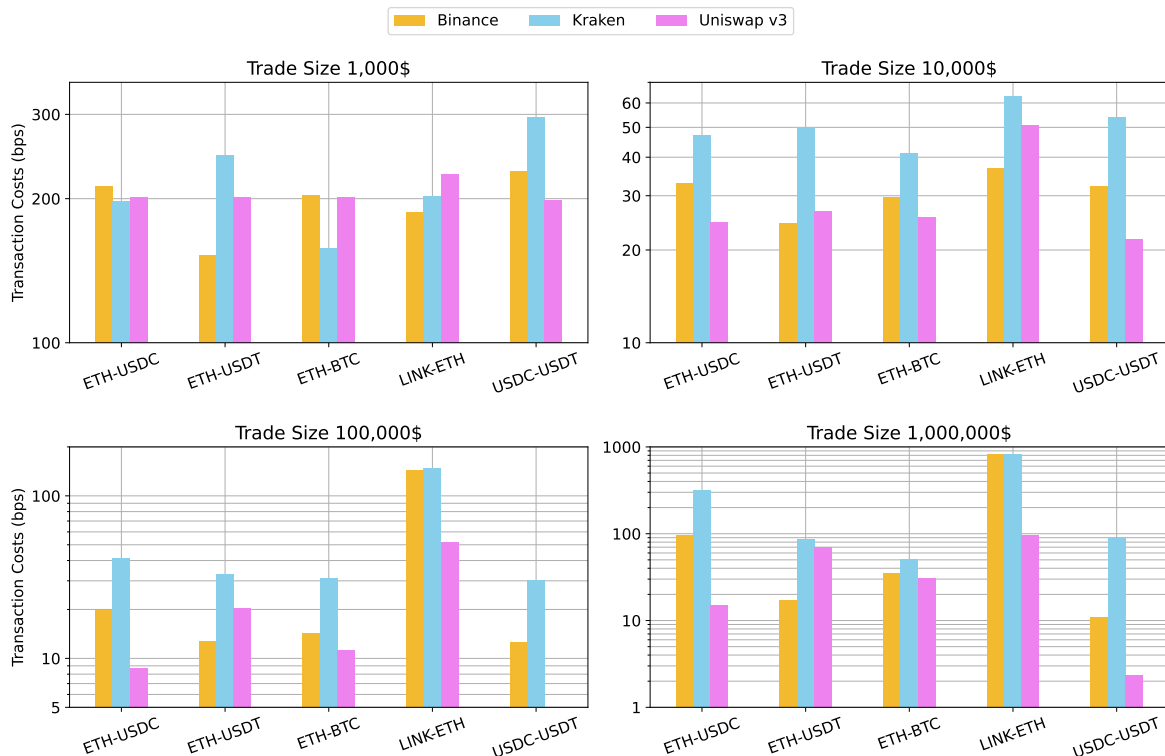 Binance Kraken Uniswap v3
Trade Size 1,000$
Transaction Costs (bps)
300
200
100
ETH-USDC ETH-USDT ETH-BTC LINK-ETH USDC-USDT
Trade Size 10,000$
60
50
40
30
20
10
ETH-USDC ETH-USDT ETH-BTC LINK-ETH USDC-USDT
Trade Size 100,000$
Transaction Costs (bps)
100
10
5
ETH-USDC ETH-USDT ETH-BTC LINK-ETH USDC-USDT
Trade Size 1,000,000$
1000
100
10
1
ETH-USDC ETH-USDT ETH-BTC LINK-ETH USDC-USDT